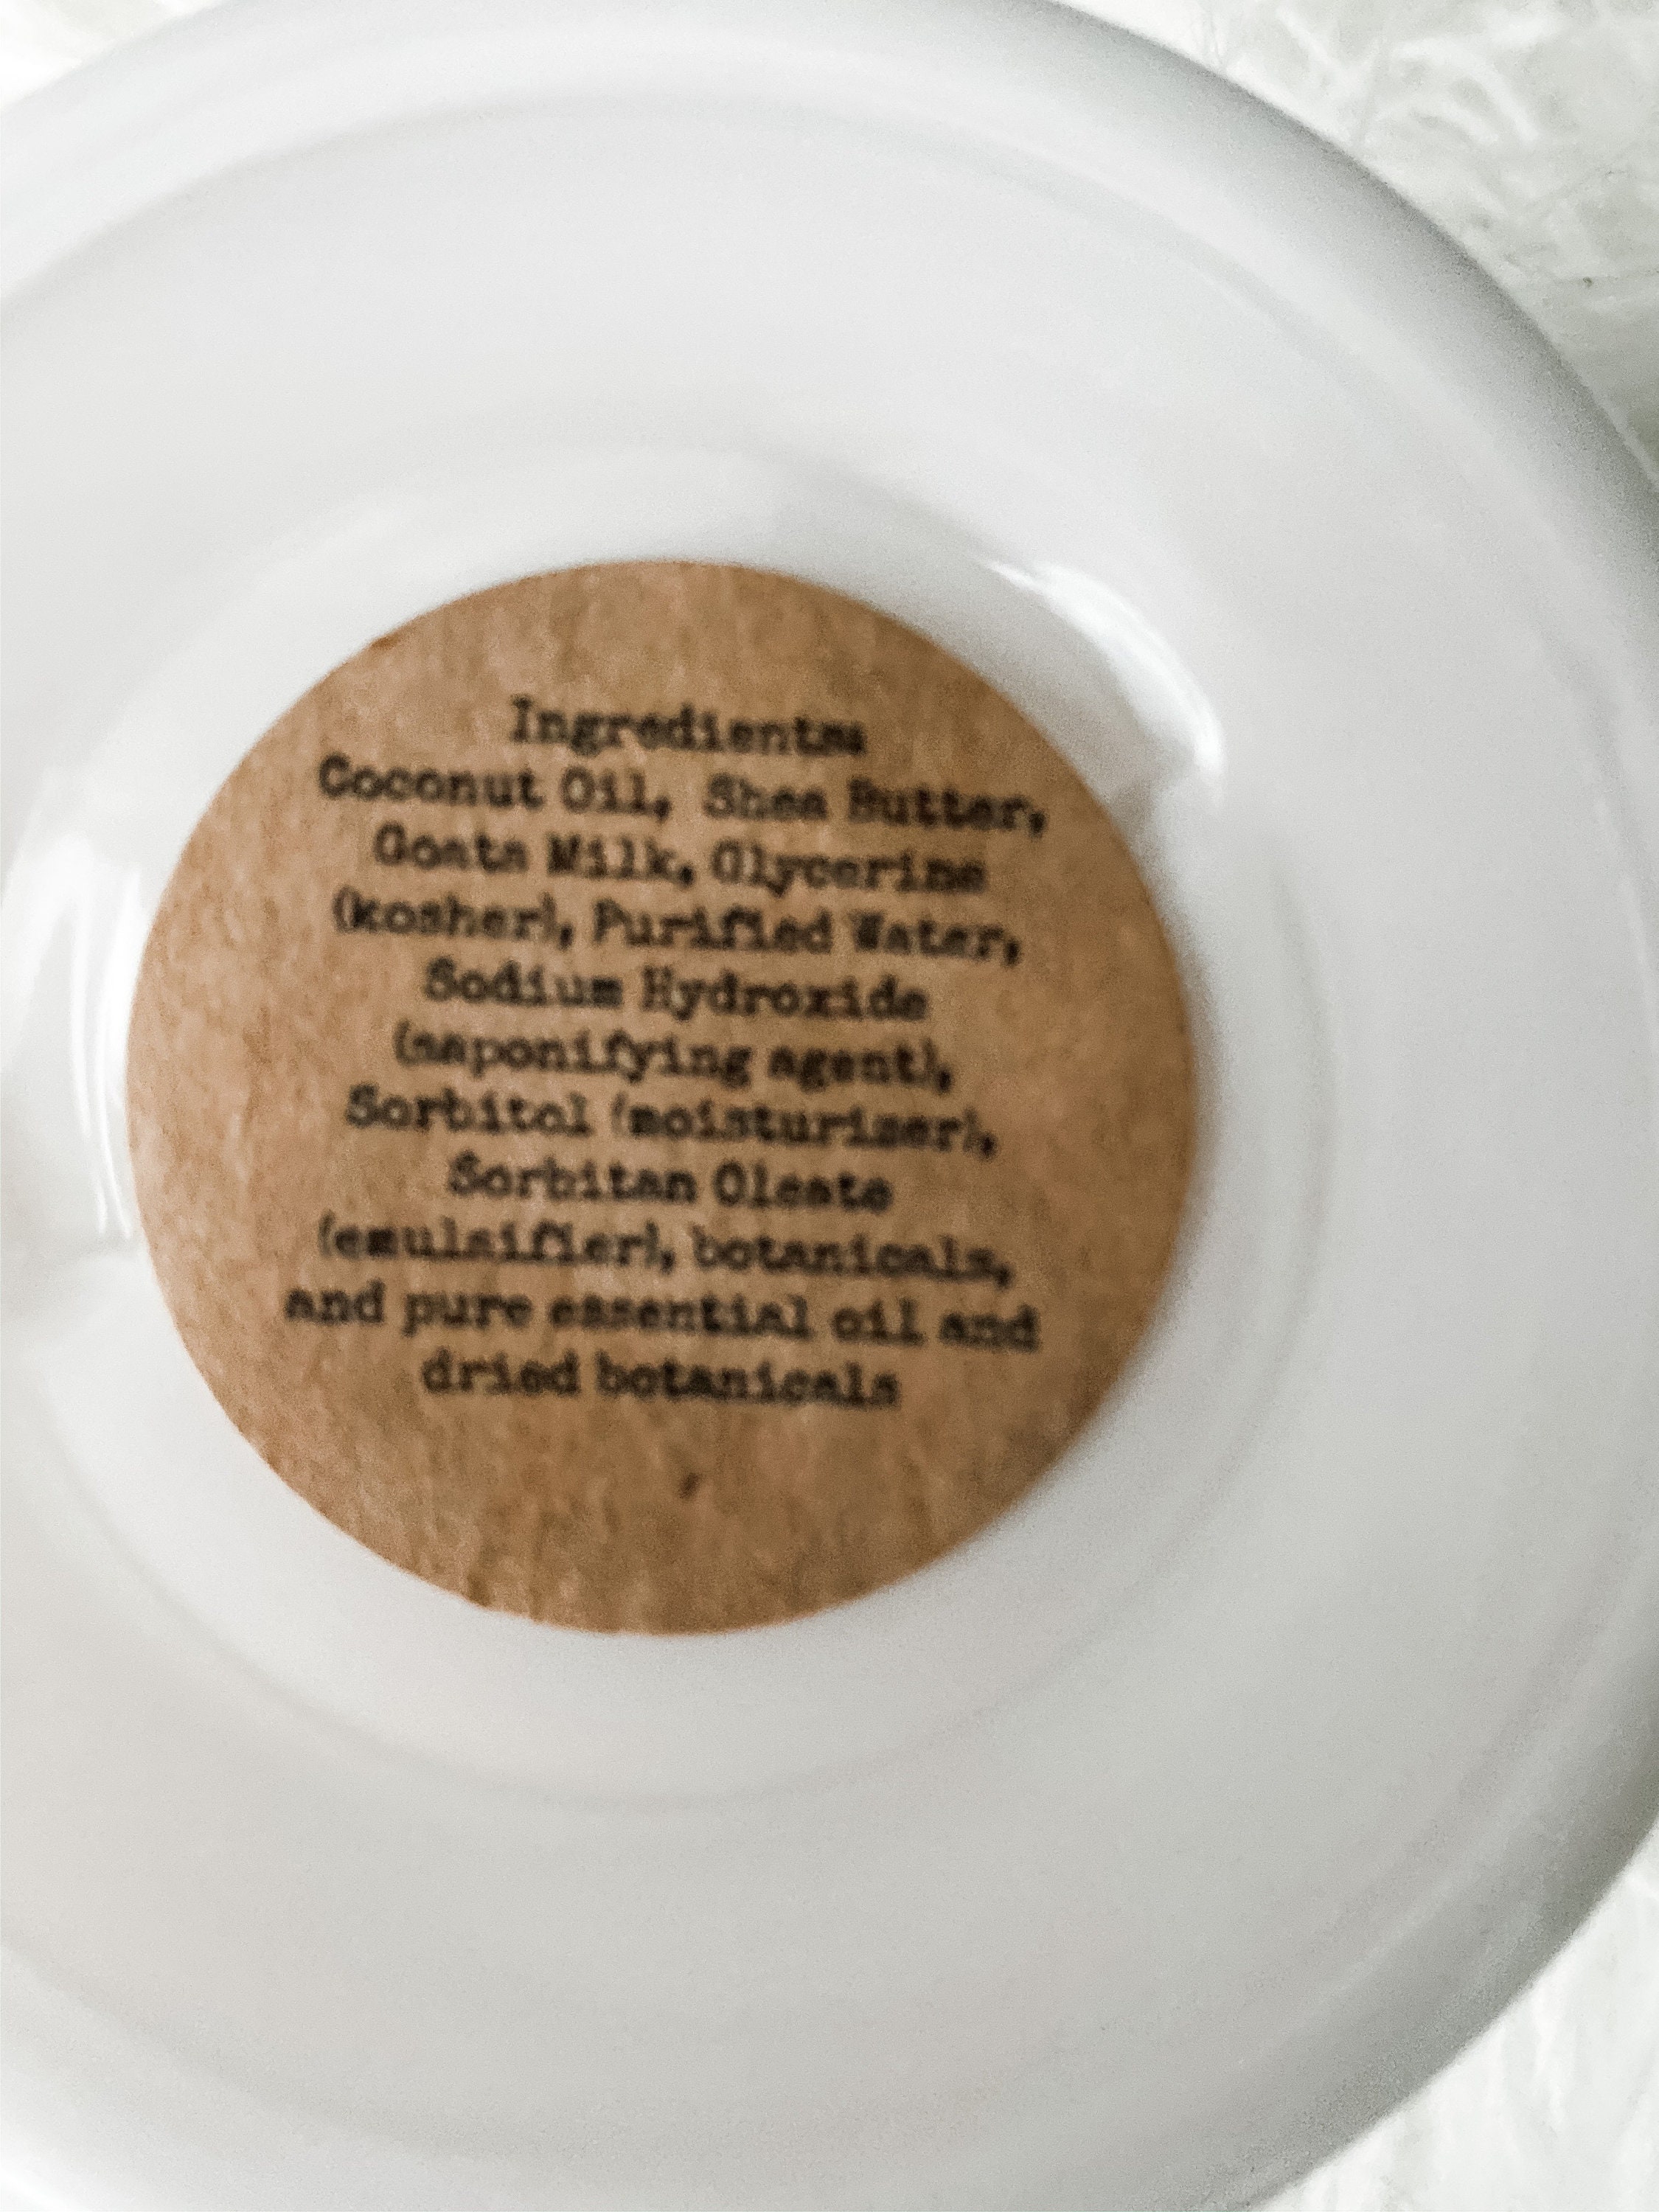 Ingredients:
Coconut Oil, Shea Butter,
Goats Milk, Glycerine
(kosher), Purified Water,
Sodium Hydroxide
(saponifying agent),
Sorbitol (moisturizer),
Sorbitan Oleate
(emulsifier), botanicals,
and pure essential oil and
dried botanicals